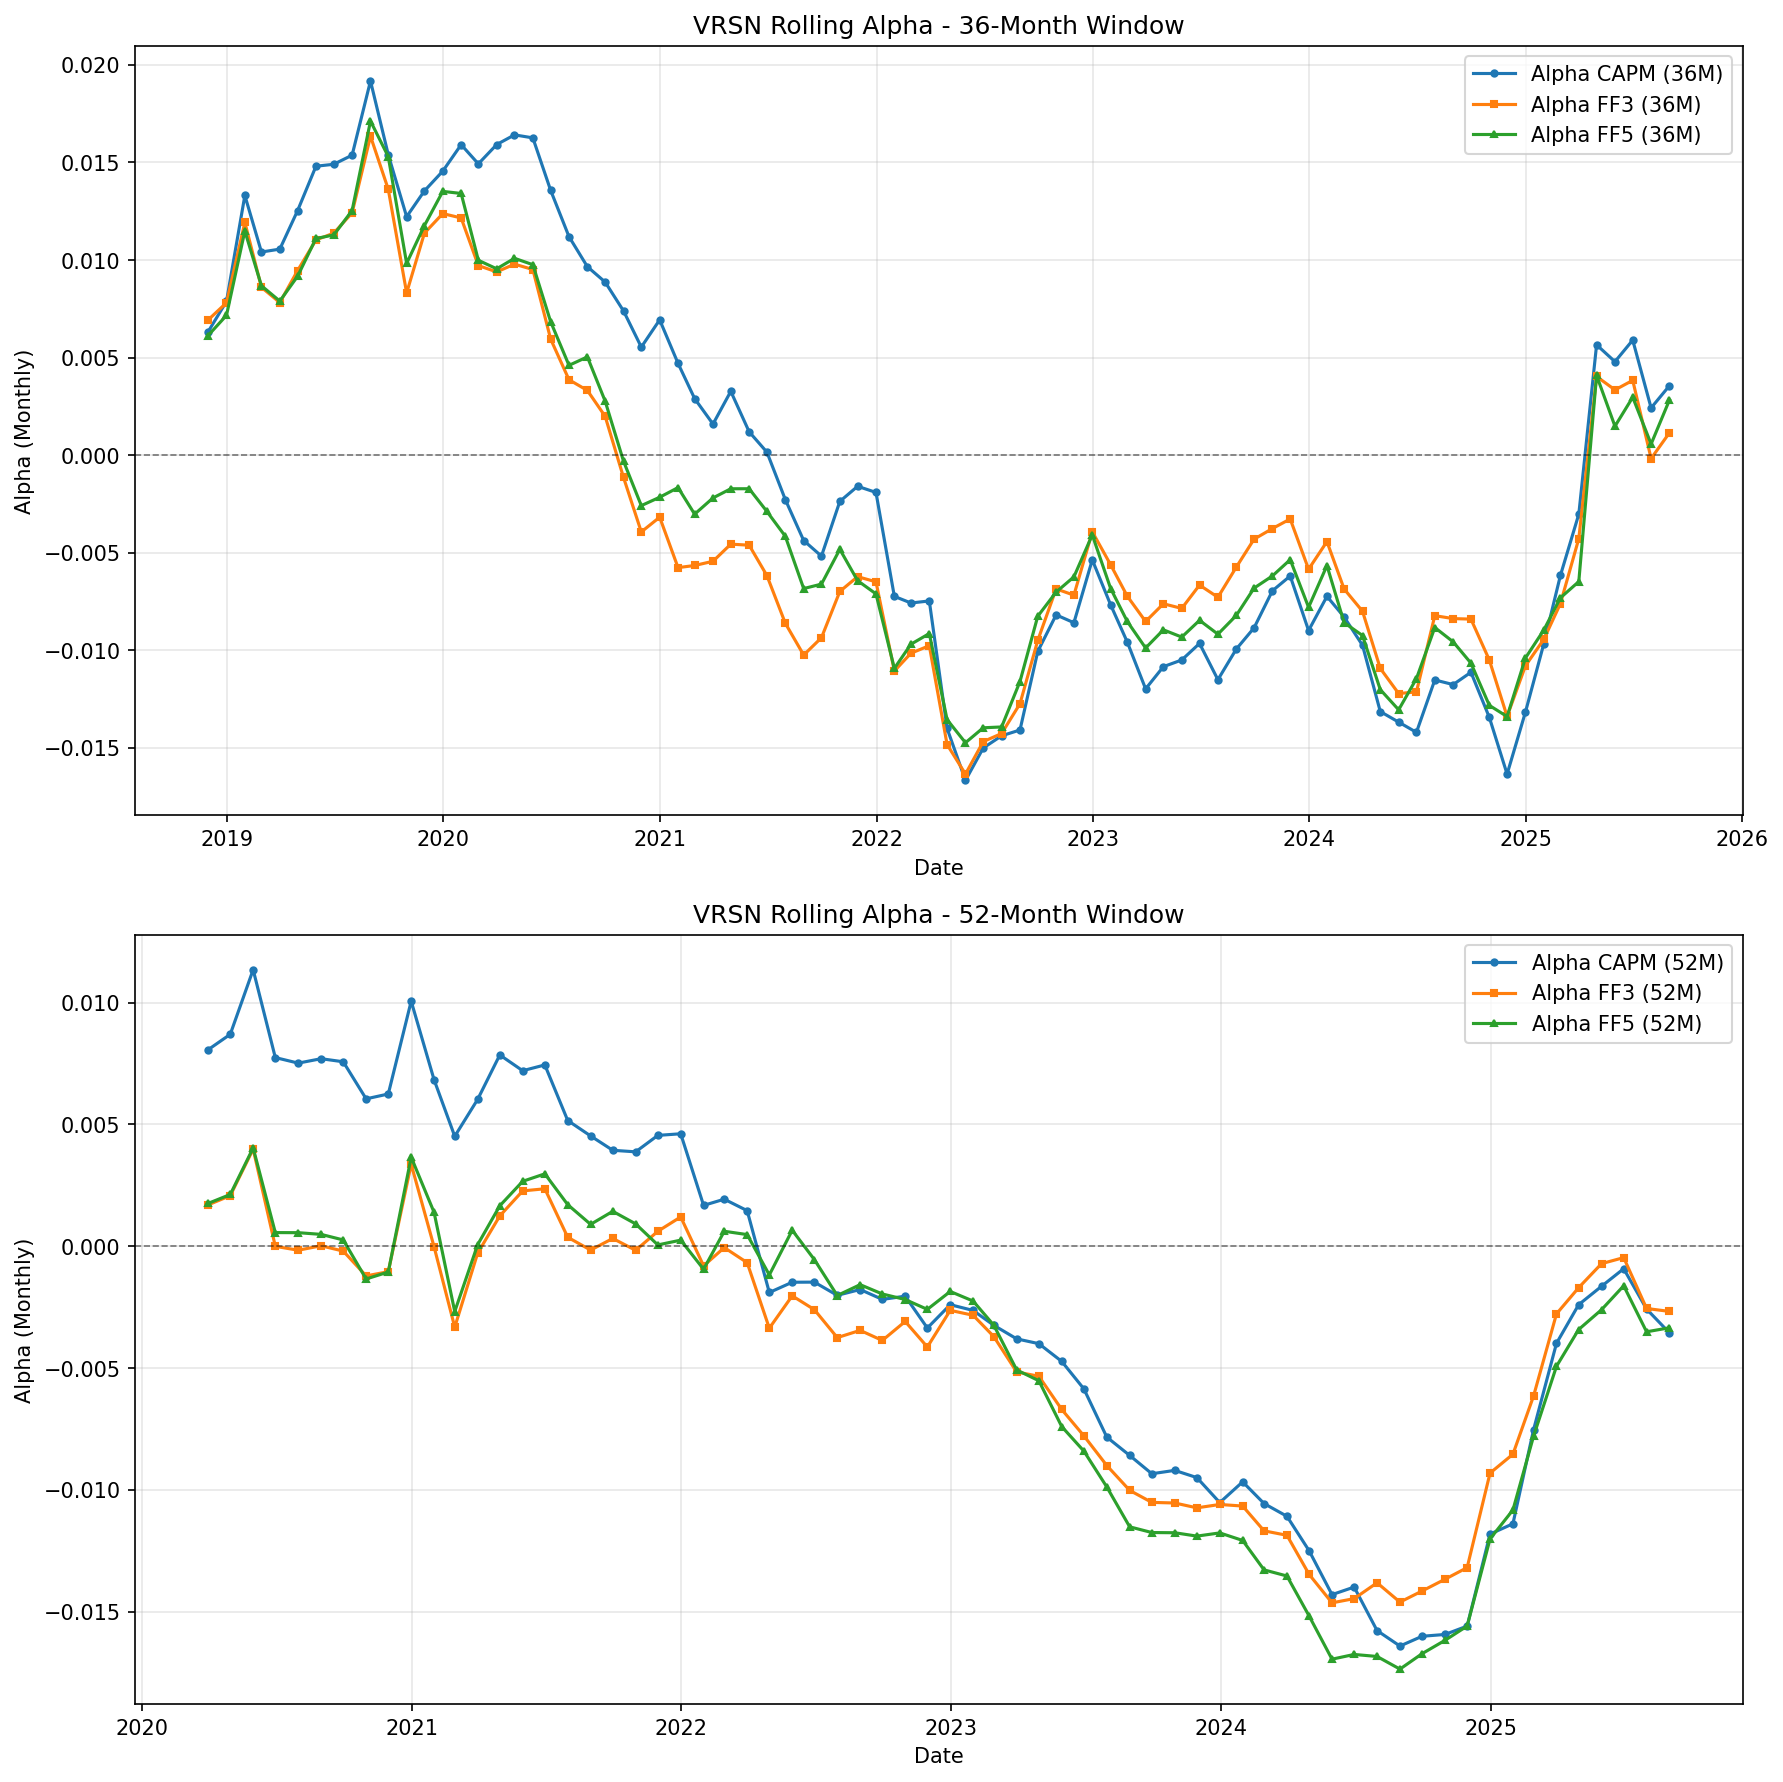 VRSN Rolling Alpha - 36-Month Window
Alpha CAPM (36M)
Alpha FF3 (36M)
Alpha FF5 (36M)
0.020
0.015
0.010
0.005
0.000
−0.005
−0.010
−0.015
Alpha (Monthly)
2019 2020 2021 2022 2023 2024 2025 2026
Date
VRSN Rolling Alpha - 52-Month Window
Alpha CAPM (52M)
Alpha FF3 (52M)
Alpha FF5 (52M)
0.010
0.005
0.000
−0.005
−0.010
−0.015
Alpha (Monthly)
2020 2021 2022 2023 2024 2025
Date